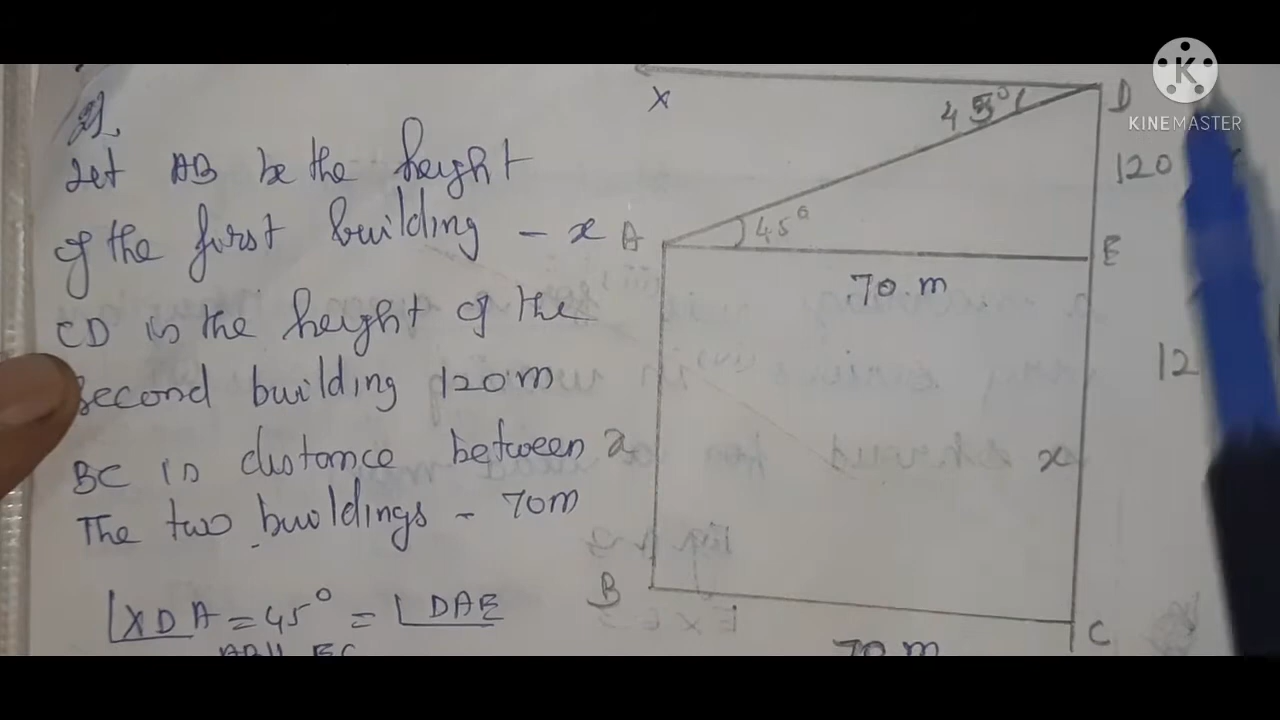 21.
Let AB be the height
of the first building - x
CD is the height of the
second building 120m
BC is distance between
The two buildings - 70m
∠XDA = 45° = ∠DAE
X
45°
D
120
A
45°
E
70 m
12
x
x
B
C
70 m
KINEMASTER